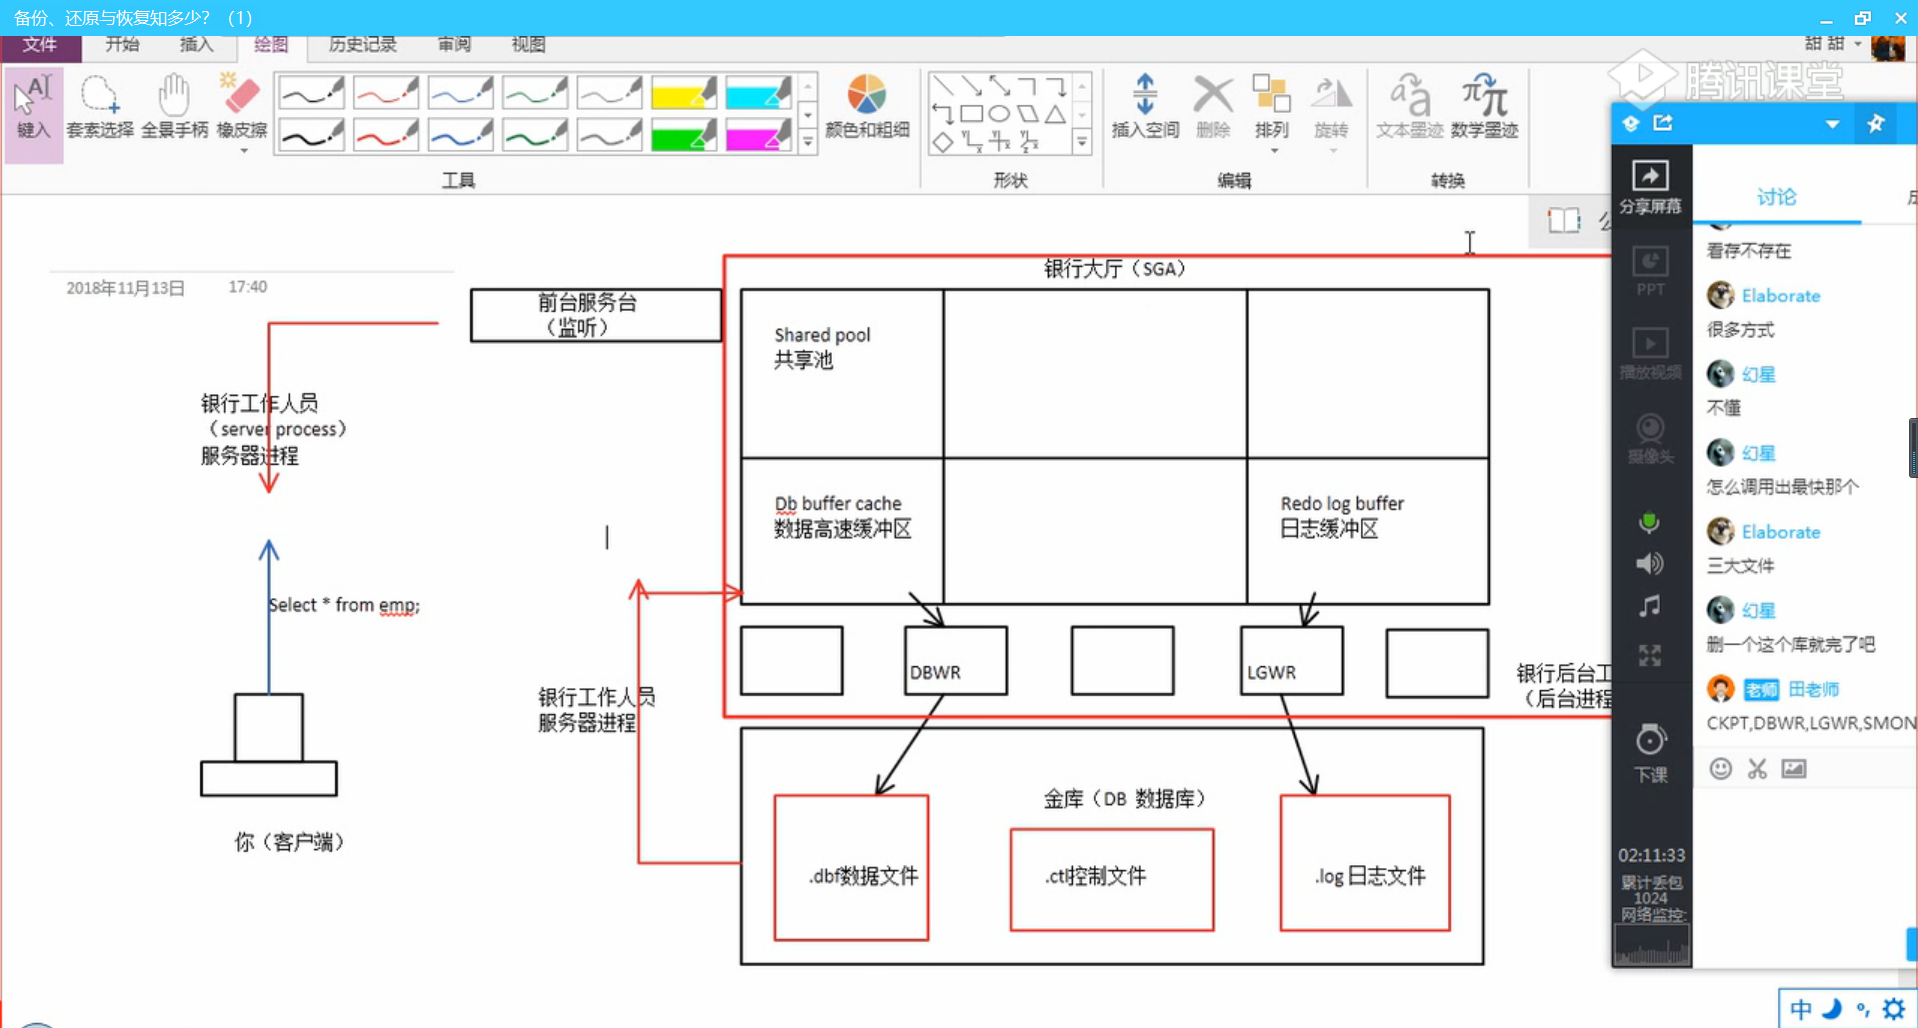 备份、还原与恢复知多少？（1）
文件 开始 插入 绘图 历史记录 审阅 视图
甜 甜
腾讯课堂
键入 套索选择 全景手柄 橡皮擦 颜色和粗细 插入空间 删除 排列 旋转 文本墨迹 数学墨迹
工具 形状 编辑 转换
2018年11月13日 17:40
前台服务台
（监听）
银行工作人员
（server process）
服务器进程
Select * from emp;
你（客户端）
银行工作人员
服务器进程
银行大厅（SGA）
Shared pool
共享池
Db buffer cache
数据高速缓冲区
Redo log buffer
日志缓冲区
DBWR
LGWR
银行后台工
（后台进程
金库（DB 数据库）
.dbf数据文件
.ctl控制文件
.log 日志文件
分享屏幕
PPT
播放视频
摄像头
下课
02:11:33
累计丢包
1024
网络监控:
讨论
看存不存在
Elaborate
很多方式
幻星
不懂
幻星
怎么调用出最快那个
Elaborate
三大文件
幻星
删一个这个库就完了吧
老师 田老师
CKPT,DBWR,LGWR,SMON
中